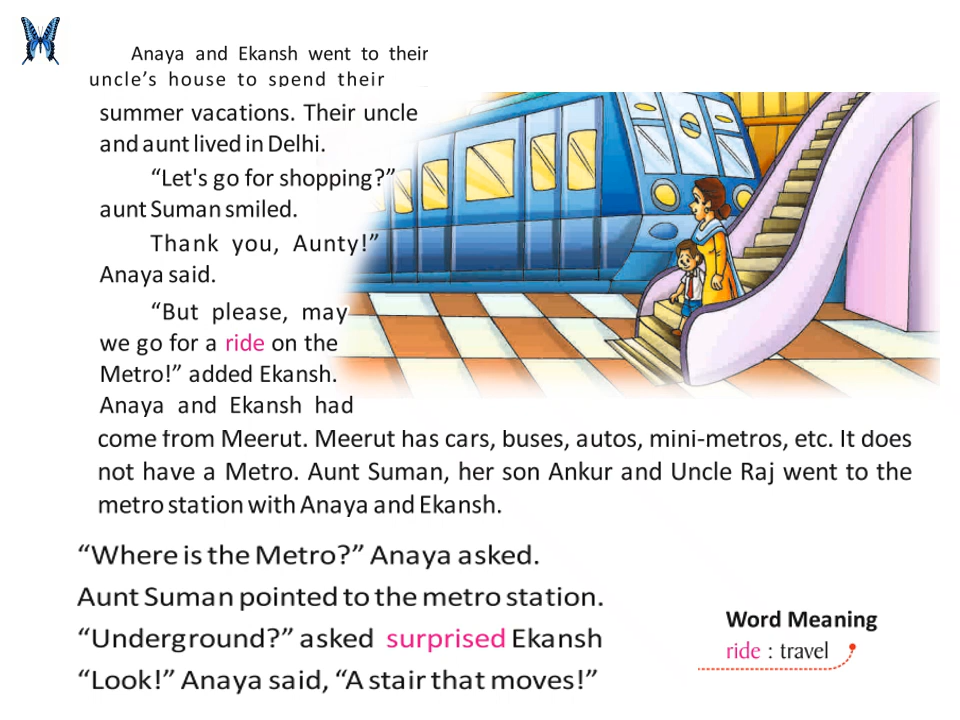 Anaya and Ekansh went to their
uncle’s house to spend their
summer vacations. Their uncle
and aunt lived in Delhi.
“Let's go for shopping?”
aunt Suman smiled.
Thank you, Aunty!”
Anaya said.
“But please, may
we go for a ride on the
Metro!” added Ekansh.
Anaya and Ekansh had
come from Meerut. Meerut has cars, buses, autos, mini-metros, etc. It does
not have a Metro. Aunt Suman, her son Ankur and Uncle Raj went to the
metro station with Anaya and Ekansh.
“Where is the Metro?” Anaya asked.
Aunt Suman pointed to the metro station.
“Underground?” asked surprised Ekansh
“Look!” Anaya said, “A stair that moves!”
Word Meaning
ride : travel